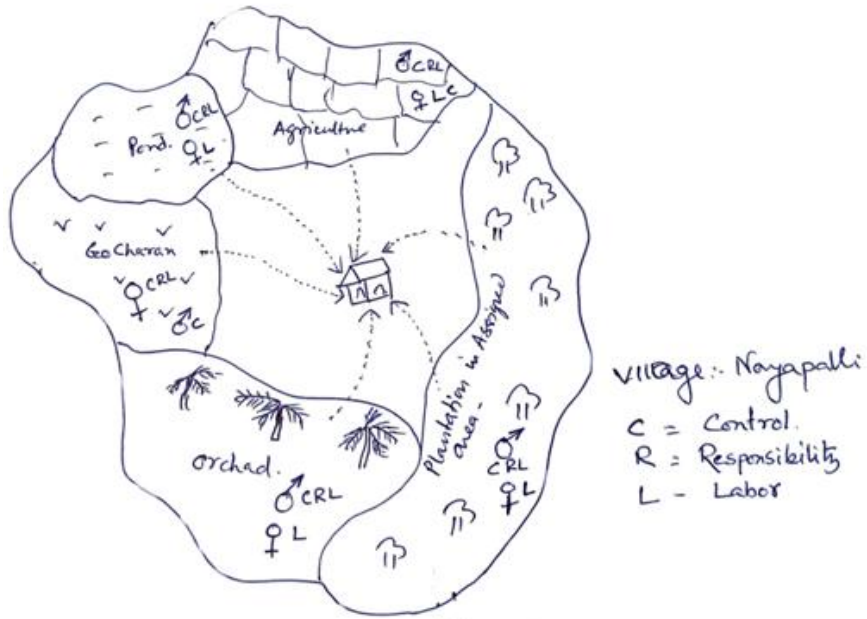 ♂CRL
♀LC
Agriculture
♂CRL
Pond.
♀L
GoCharan
♀CRL
♂C
Orchad.
♂CRL
♀L
Plantation in Assigned
area-
♂
CRL
♀L
Village:- Nayapalli
C = Control.
R = Responsibility
L - Labor